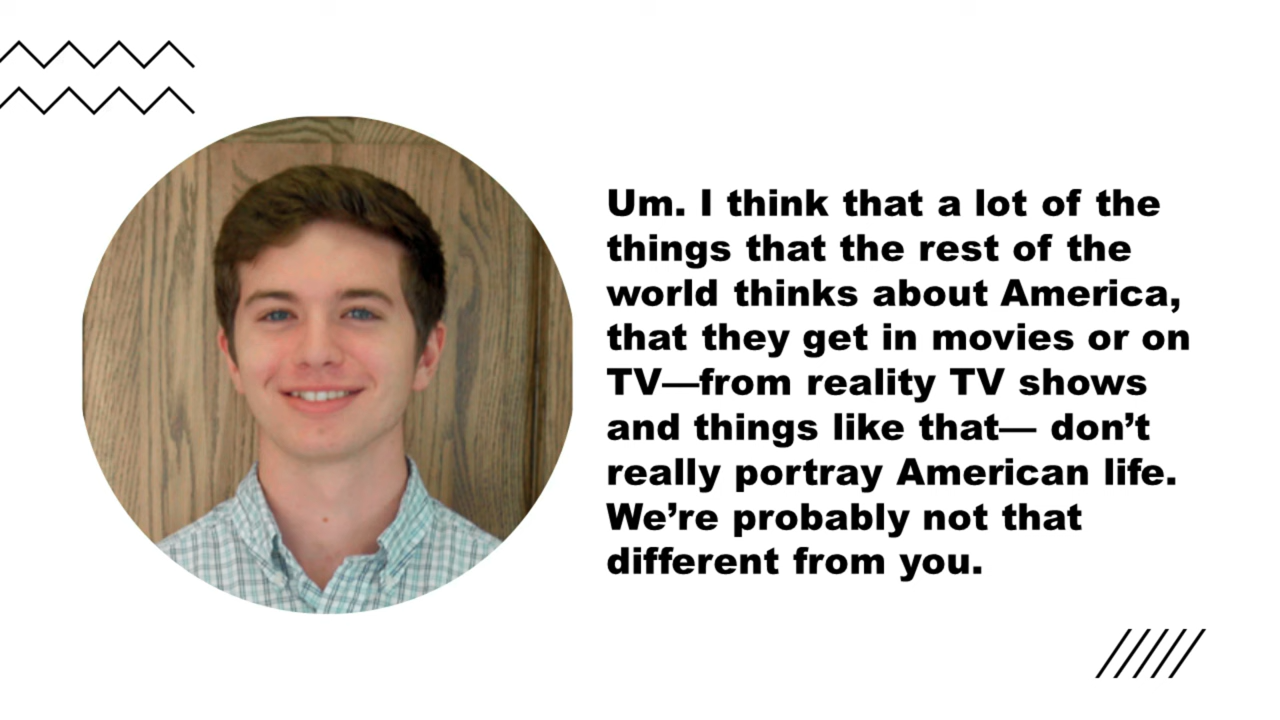 Um. I think that a lot of the
things that the rest of the
world thinks about America,
that they get in movies or on
TV—from reality TV shows
and things like that— don’t
really portray American life.
We’re probably not that
different from you.